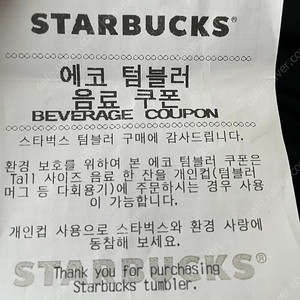 STARBUCKS®
에코 텀블러
음료 쿠폰
BEVERAGE COUPON
스타벅스 텀블러 구매에 감사드립니다.
환경 보호를 위하여 본 에코 텀블러 쿠폰은
Tall 사이즈 음료 한 잔을 개인컵(텀블러
머그 등 다회용기)에 주문하시는 경우 사용
이 가능합니다.
개인컵 사용으로 스타벅스와 환경 사랑에
동참해 보세요.
STARBUCKS®
Thank you for purchasing
Starbucks tumbler.